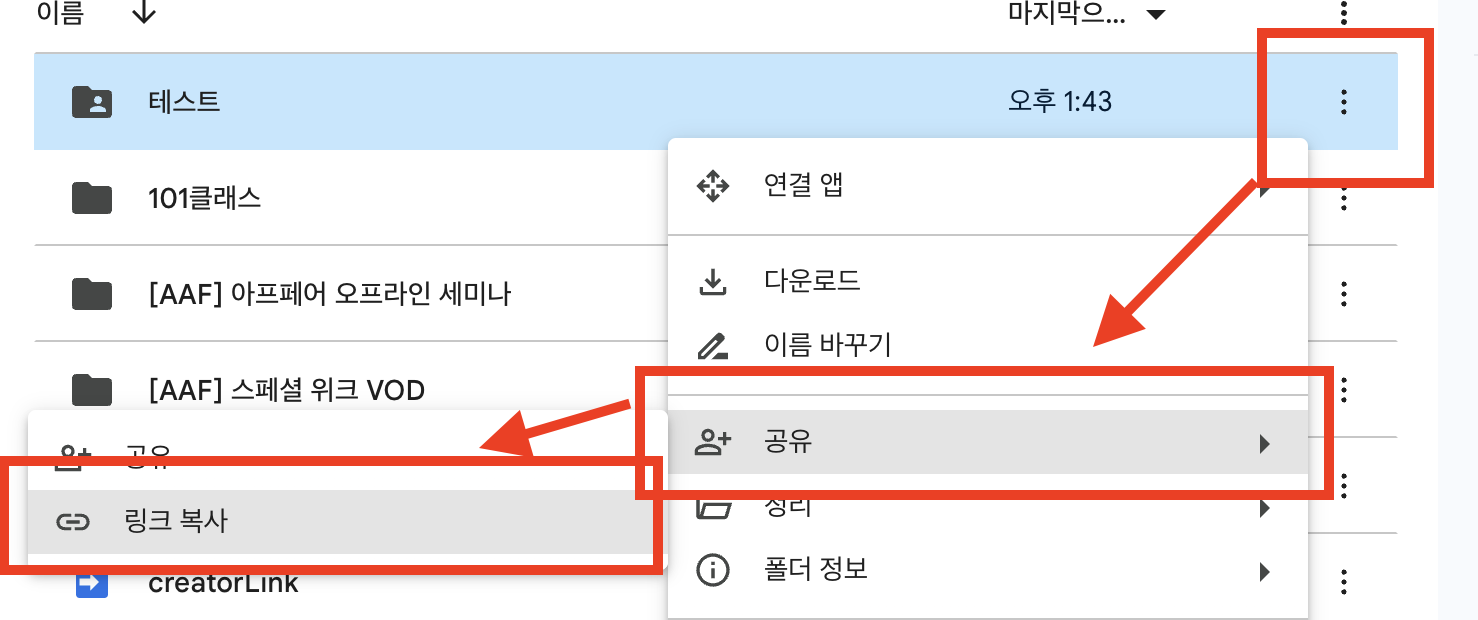 이름
마지막으...
테스트
오후 1:43
101클래스
[AAF] 아프페어 오프라인 세미나
[AAF] 스페셜 위크 VOD
creatorLink
연결 앱
다운로드
이름 바꾸기
공유
정리
폴더 정보
공유
링크 복사